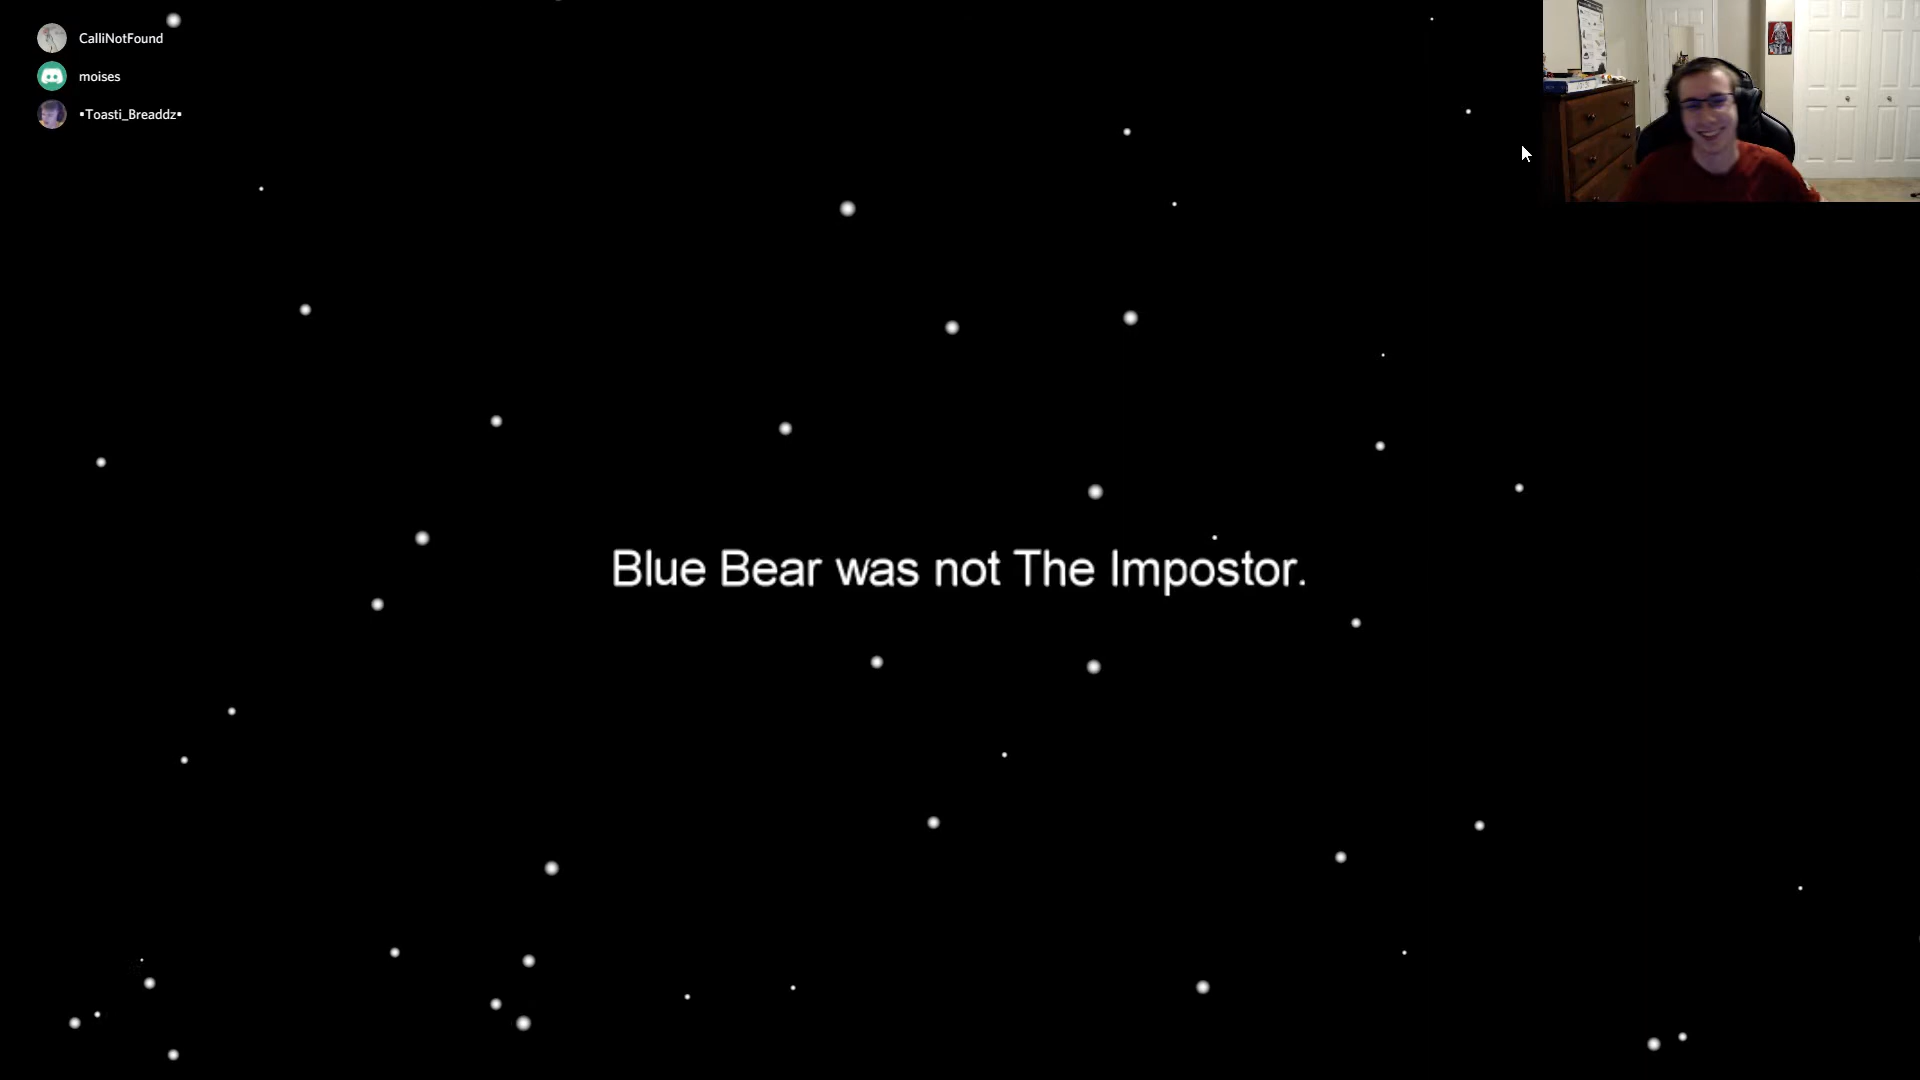 CalliNotFound
moises
•Toasti_Breaddz•
Blue Bear was not The Impostor.